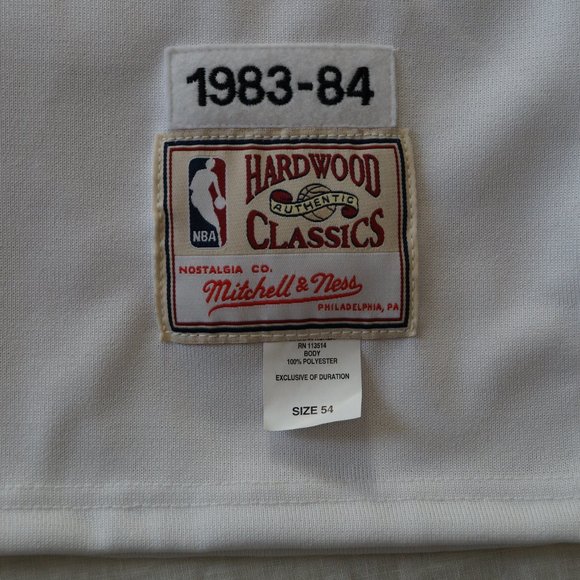 1983-84
HARDWOOD
AUTHENTIC
CLASSICS
NBA
NOSTALGIA CO.
Mitchell & Ness
PHILADELPHIA, PA.
RN 113514
BODY
100% POLYESTER
EXCLUSIVE OF DURATION
SIZE 54